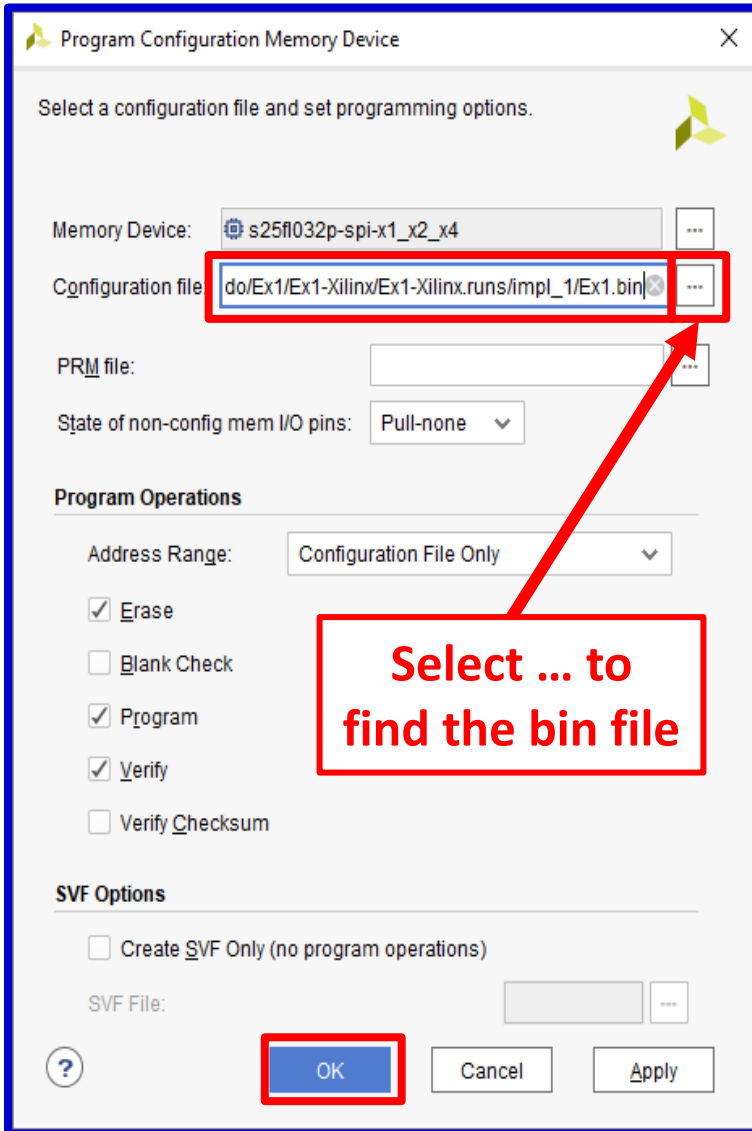 Program Configuration Memory Device
Select a configuration file and set programming options.
Memory Device: s25fl032p-spi-x1_x2_x4 ...
Configuration file: do/Ex1/Ex1-Xilinx/Ex1-Xilinx.runs/impl_1/Ex1.bin ...
PRM file: ...
State of non-config mem I/O pins: Pull-none
Program Operations
Address Range: Configuration File Only
Erase
Blank Check
Program
Verify
Verify Checksum
Select ... to
find the bin file
SVF Options
Create SVF Only (no program operations)
SVF File: ...
? OK Cancel Apply